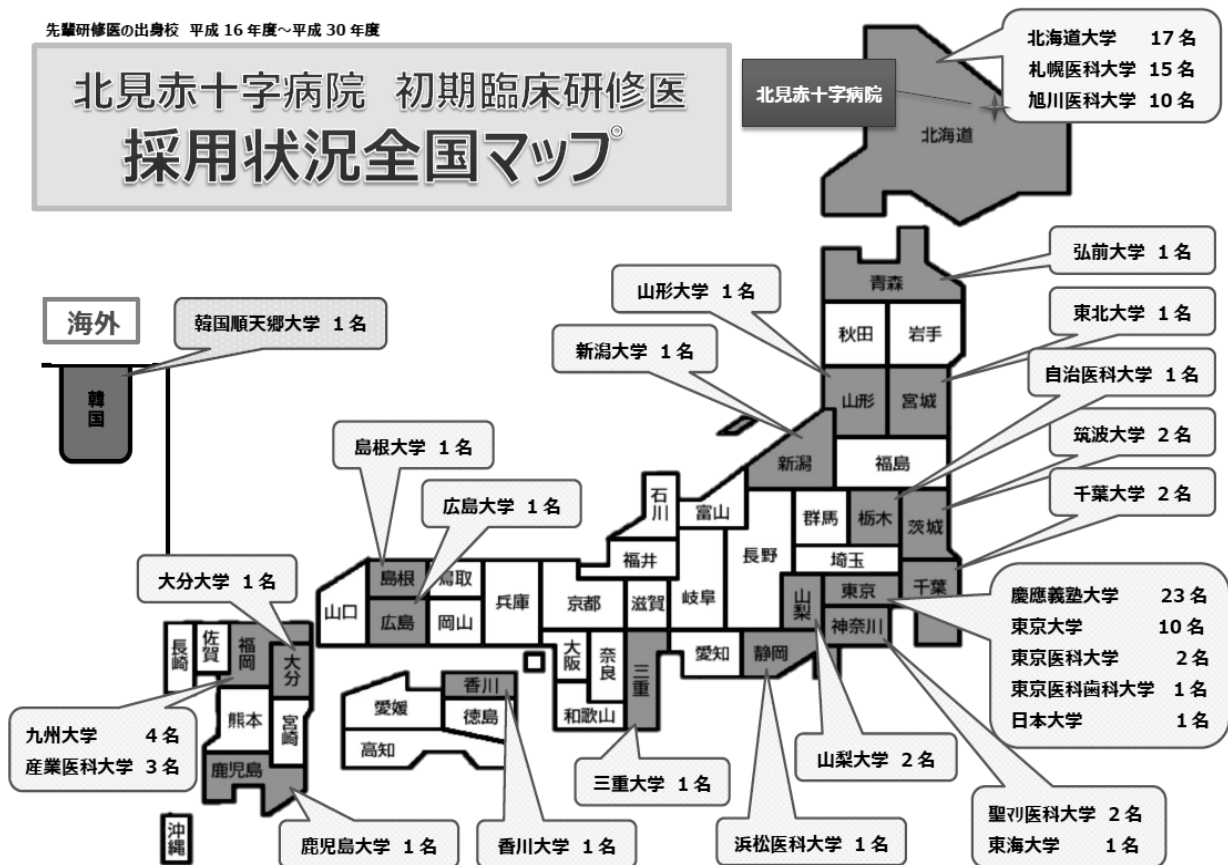 先輩研修医の出身校 平成16年度～平成30年度
北見赤十字病院 初期臨床研修医
採用状況全国マップ
北海道大学 17名
札幌医科大学 15名
旭川医科大学 10名
北見赤十字病院
北海道
弘前大学 1名
青森
山形大学 1名
東北大学 1名
秋田
岩手
海外
韓国順天郷大学 1名
新潟大学 1名
自治医科大学 1名
韓国
山形
宮城
筑波大学 2名
島根大学 1名
新潟
福島
千葉大学 2名
広島大学 1名
石川
富山
群馬
栃木
茨城
長野
埼玉
福井
大分大学 1名
島根
鳥取
兵庫
京都
滋賀
岐阜
山梨
東京
千葉
山口
広島
岡山
神奈川
慶應義塾大学 23名
東京大学 10名
東京医科大学 2名
東京医科歯科大学 1名
日本大学 1名
長崎
佐賀
福岡
大分
大阪
奈良
三重
愛知
静岡
香川
愛媛
徳島
和歌山
高知
熊本
宮崎
九州大学 4名
産業医科大学 3名
鹿児島
山梨大学 2名
三重大学 1名
聖マリ医科大学 2名
東海大学 1名
沖縄
鹿児島大学 1名
香川大学 1名
浜松医科大学 1名